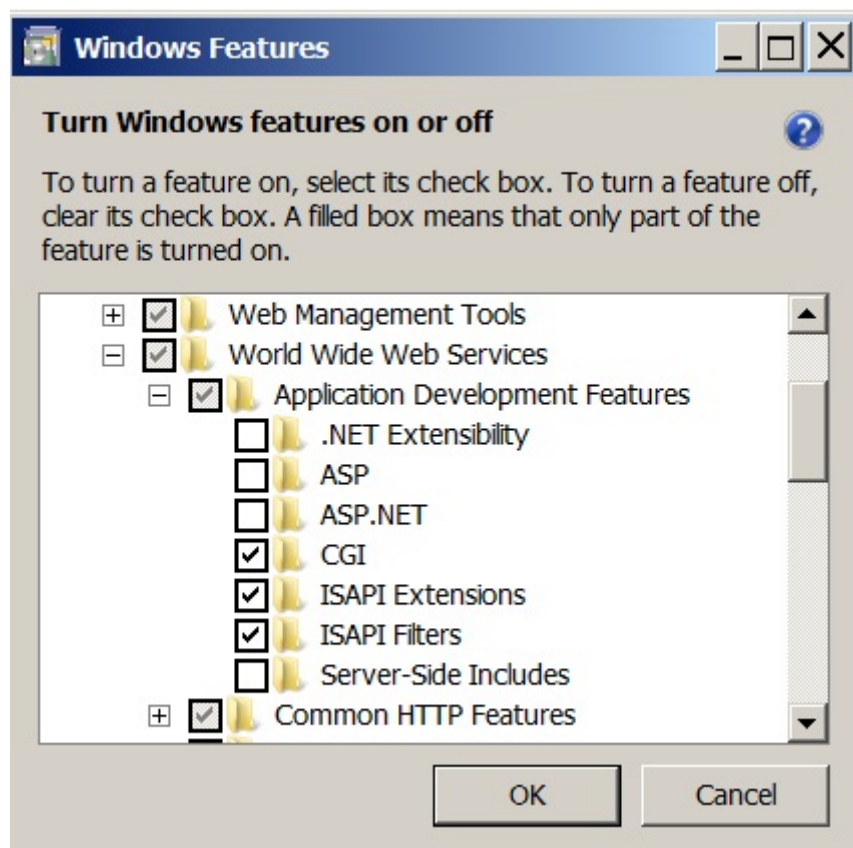 Windows Features
Turn Windows features on or off
To turn a feature on, select its check box. To turn a feature off,
clear its check box. A filled box means that only part of the
feature is turned on.
Web Management Tools
World Wide Web Services
Application Development Features
.NET Extensibility
ASP
ASP.NET
CGI
ISAPI Extensions
ISAPI Filters
Server-Side Includes
Common HTTP Features
OK Cancel